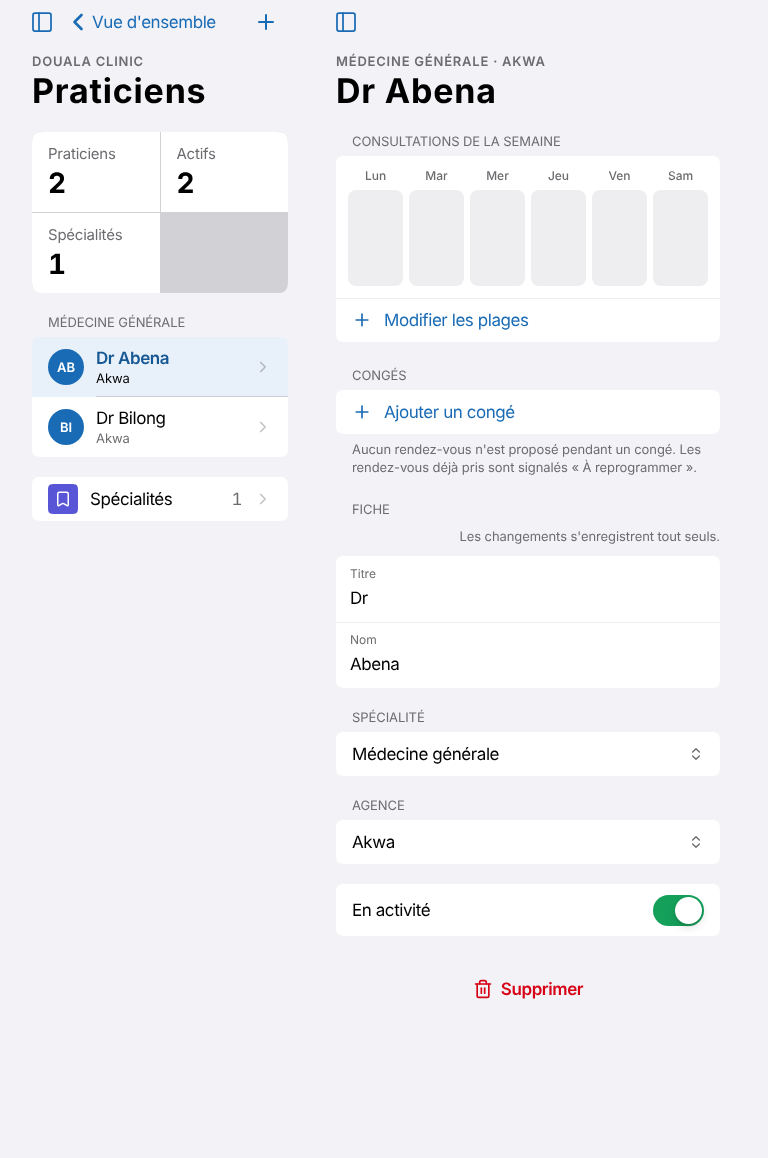 Vue d'ensemble
DOUALA CLINIC
Praticiens
Praticiens
2
Actifs
2
Spécialités
1
MÉDECINE GÉNÉRALE
AB
Dr Abena
Akwa
BI
Dr Bilong
Akwa
Spécialités
1
MÉDECINE GÉNÉRALE · AKWA
Dr Abena
CONSULTATIONS DE LA SEMAINE
Lun Mar Mer Jeu Ven Sam
Modifier les plages
CONGÉS
Ajouter un congé
Aucun rendez-vous n'est proposé pendant un congé. Les
rendez-vous déjà pris sont signalés « À reprogrammer ».
FICHE
Les changements s'enregistrent tout seuls.
Titre
Dr
Nom
Abena
SPÉCIALITÉ
Médecine générale
AGENCE
Akwa
En activité
Supprimer